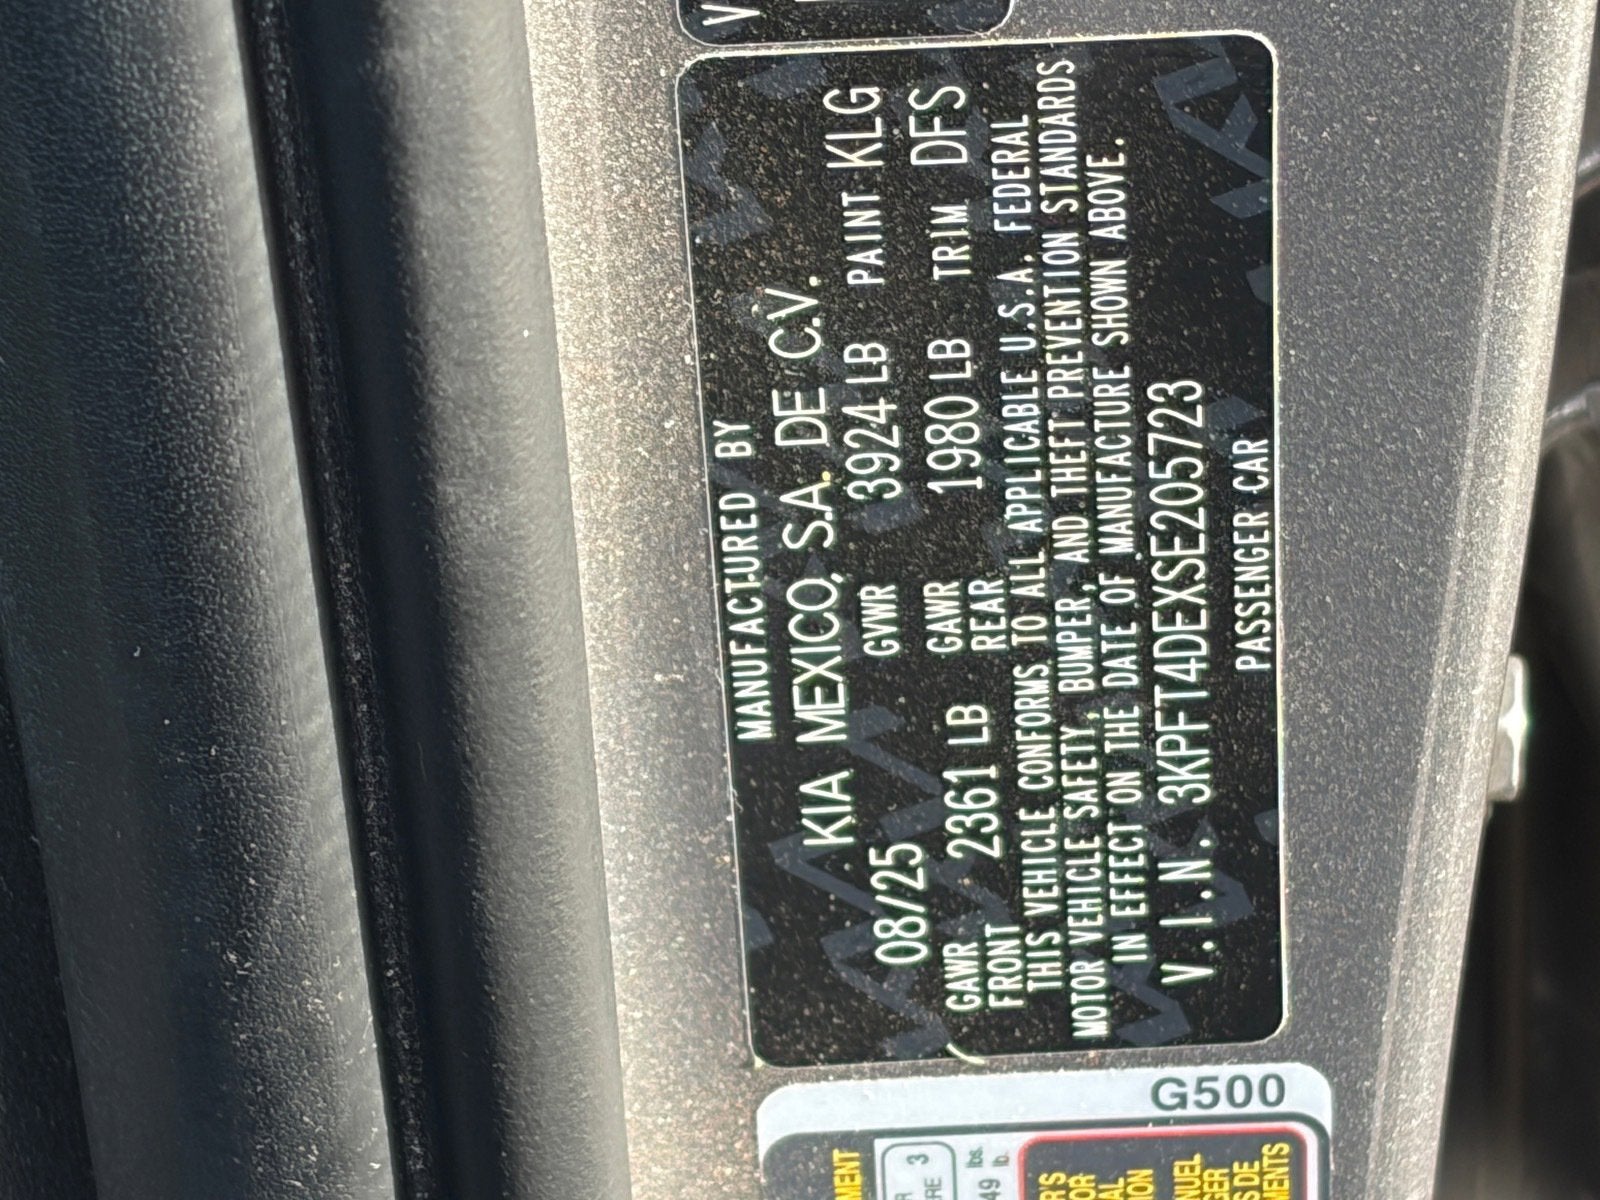 MANUFACTURED BY
KIA MEXICO, S.A. DE C.V.
08/25 GVWR 3924 LB PAINT KLG
GAWR FRONT 2361 LB GAWR REAR 1980 LB TRIM DFS
THIS VEHICLE CONFORMS TO ALL APPLICABLE U.S.A. FEDERAL
MOTOR VEHICLE SAFETY, BUMPER, AND THEFT PREVENTION STANDARDS
IN EFFECT ON THE DATE OF MANUFACTURE SHOWN ABOVE.
V.I.N. 3KPFT4DEXSE205723
PASSENGER CAR
G500